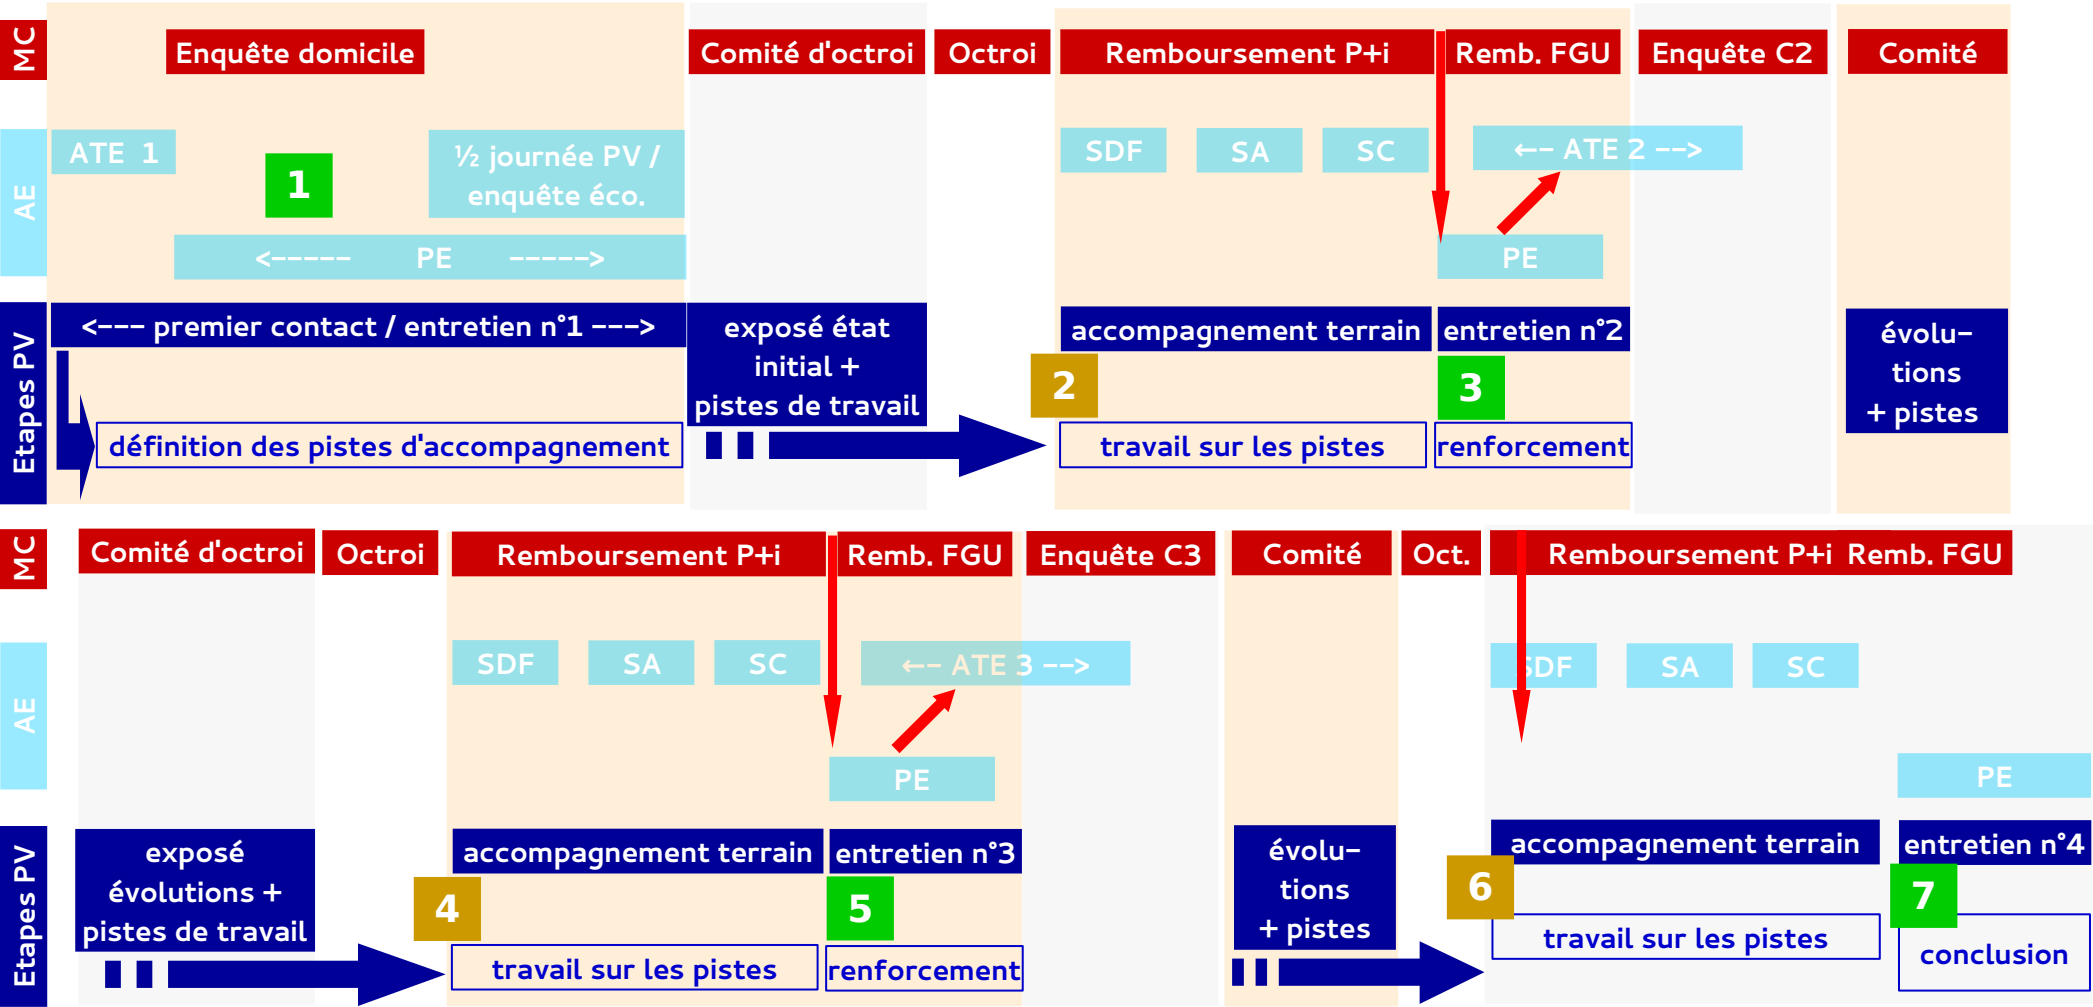 MC
Enquête domicile
Comité d'octroi
Octroi
Remboursement P+i
Remb. FGU
Enquête C2
Comité
AE
ATE 1
1
½ journée PV /
enquête éco.
<----- PE ----->
SDF
SA
SC
←- ATE 2 -->
PE
Etapes PV
<--- premier contact / entretien n°1 --->
exposé état
initial +
pistes de travail
accompagnement terrain
entretien n°2
évolu-
tions
+ pistes
2
3
définition des pistes d'accompagnement
travail sur les pistes
renforcement
MC
Comité d'octroi
Octroi
Remboursement P+i
Remb. FGU
Enquête C3
Comité
Oct.
Remboursement P+i Remb. FGU
AE
SDF
SA
SC
←- ATE 3 -->
SDF
SA
SC
PE
PE
Etapes PV
exposé
évolutions +
pistes de travail
accompagnement terrain
entretien n°3
évolu-
tions
+ pistes
accompagnement terrain
entretien n°4
4
5
6
7
travail sur les pistes
renforcement
travail sur les pistes
conclusion